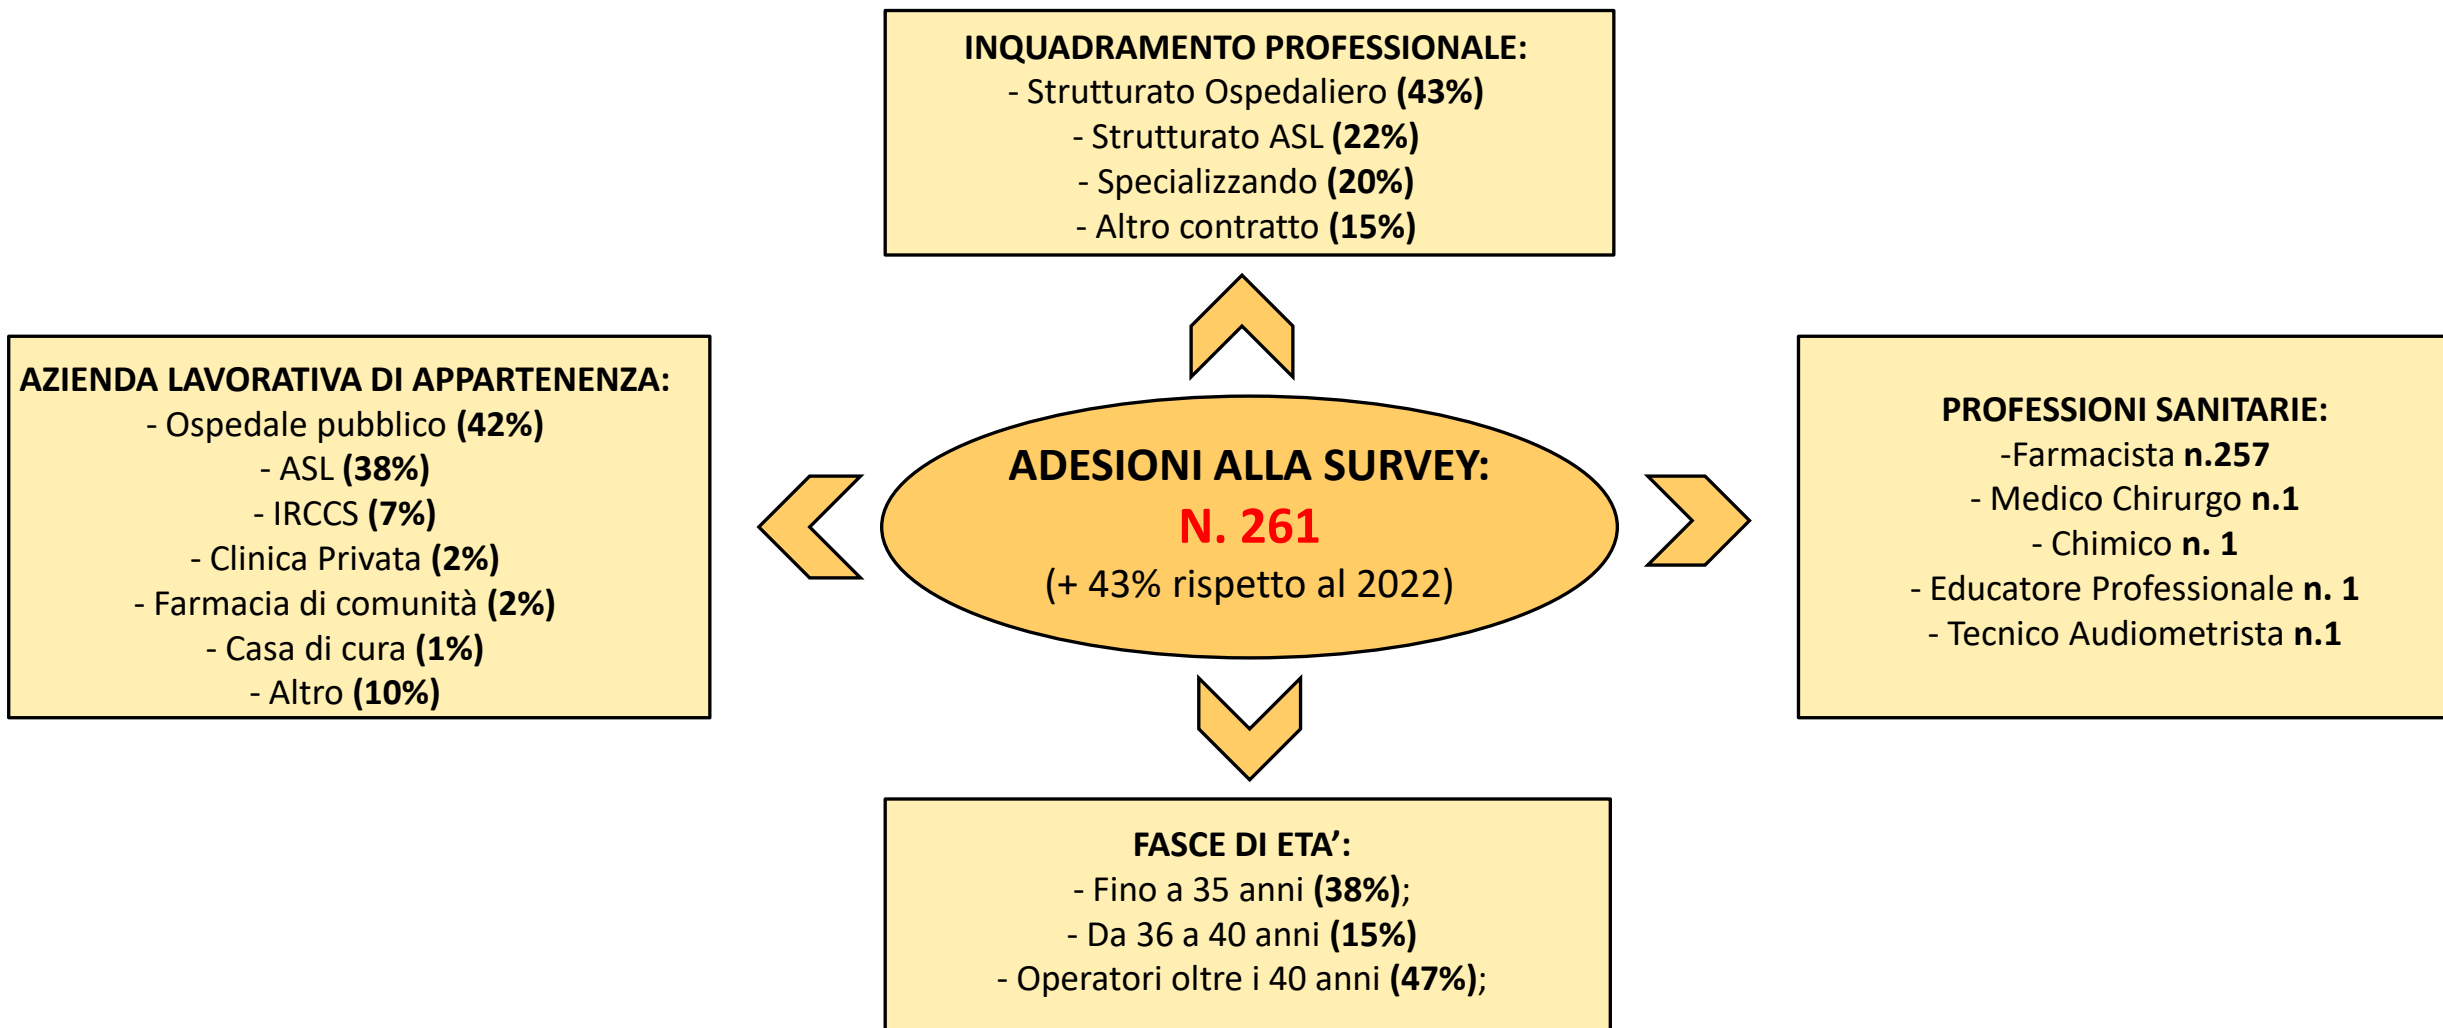 INQUADRAMENTO PROFESSIONALE:
- Strutturato Ospedaliero (43%)
- Strutturato ASL (22%)
- Specializzando (20%)
- Altro contratto (15%)
AZIENDA LAVORATIVA DI APPARTENENZA:
- Ospedale pubblico (42%)
- ASL (38%)
- IRCCS (7%)
- Clinica Privata (2%)
- Farmacia di comunità (2%)
- Casa di cura (1%)
- Altro (10%)
ADESIONI ALLA SURVEY:
N. 261
(+ 43% rispetto al 2022)
PROFESSIONI SANITARIE:
-Farmacista n.257
- Medico Chirurgo n.1
- Chimico n. 1
- Educatore Professionale n. 1
- Tecnico Audiometrista n.1
FASCE DI ETA’:
- Fino a 35 anni (38%);
- Da 36 a 40 anni (15%)
- Operatori oltre i 40 anni (47%);